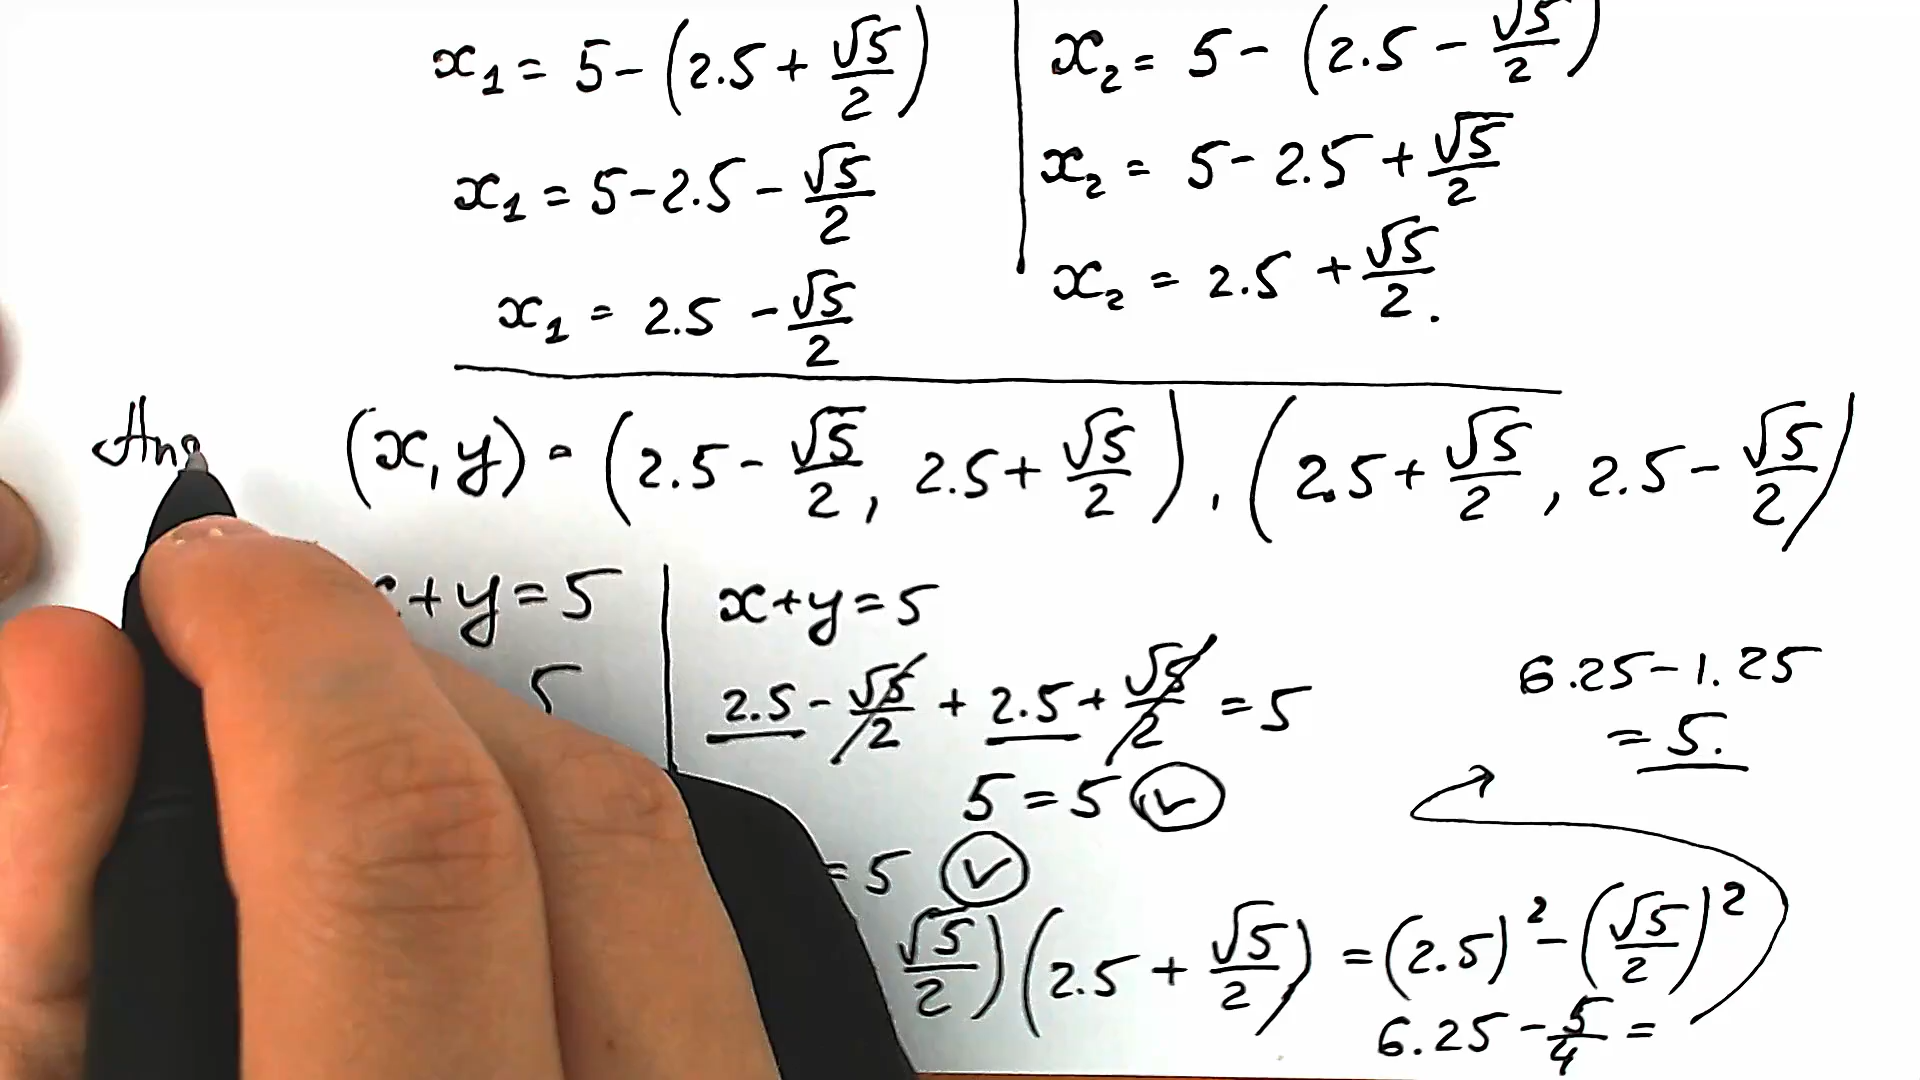 x₁ = 5 - (2.5 + √5/2)
x₁ = 5 - 2.5 - √5/2
x₁ = 2.5 - √5/2
x₂ = 5 - (2.5 - √5/2)
x₂ = 5 - 2.5 + √5/2
x₂ = 2.5 + √5/2.
Ans (x,y) = (2.5 - √5/2, 2.5 + √5/2), (2.5 + √5/2, 2.5 - √5/2)
+ y = 5
5
x + y = 5
2.5 - √5/2 + 2.5 + √5/2 = 5
5 = 5 ✓
= 5 ✓
√5/2)(2.5 + √5/2) = (2.5)² - (√5/2)²
6.25 - 5/4 =
6.25 - 1.25
= 5.